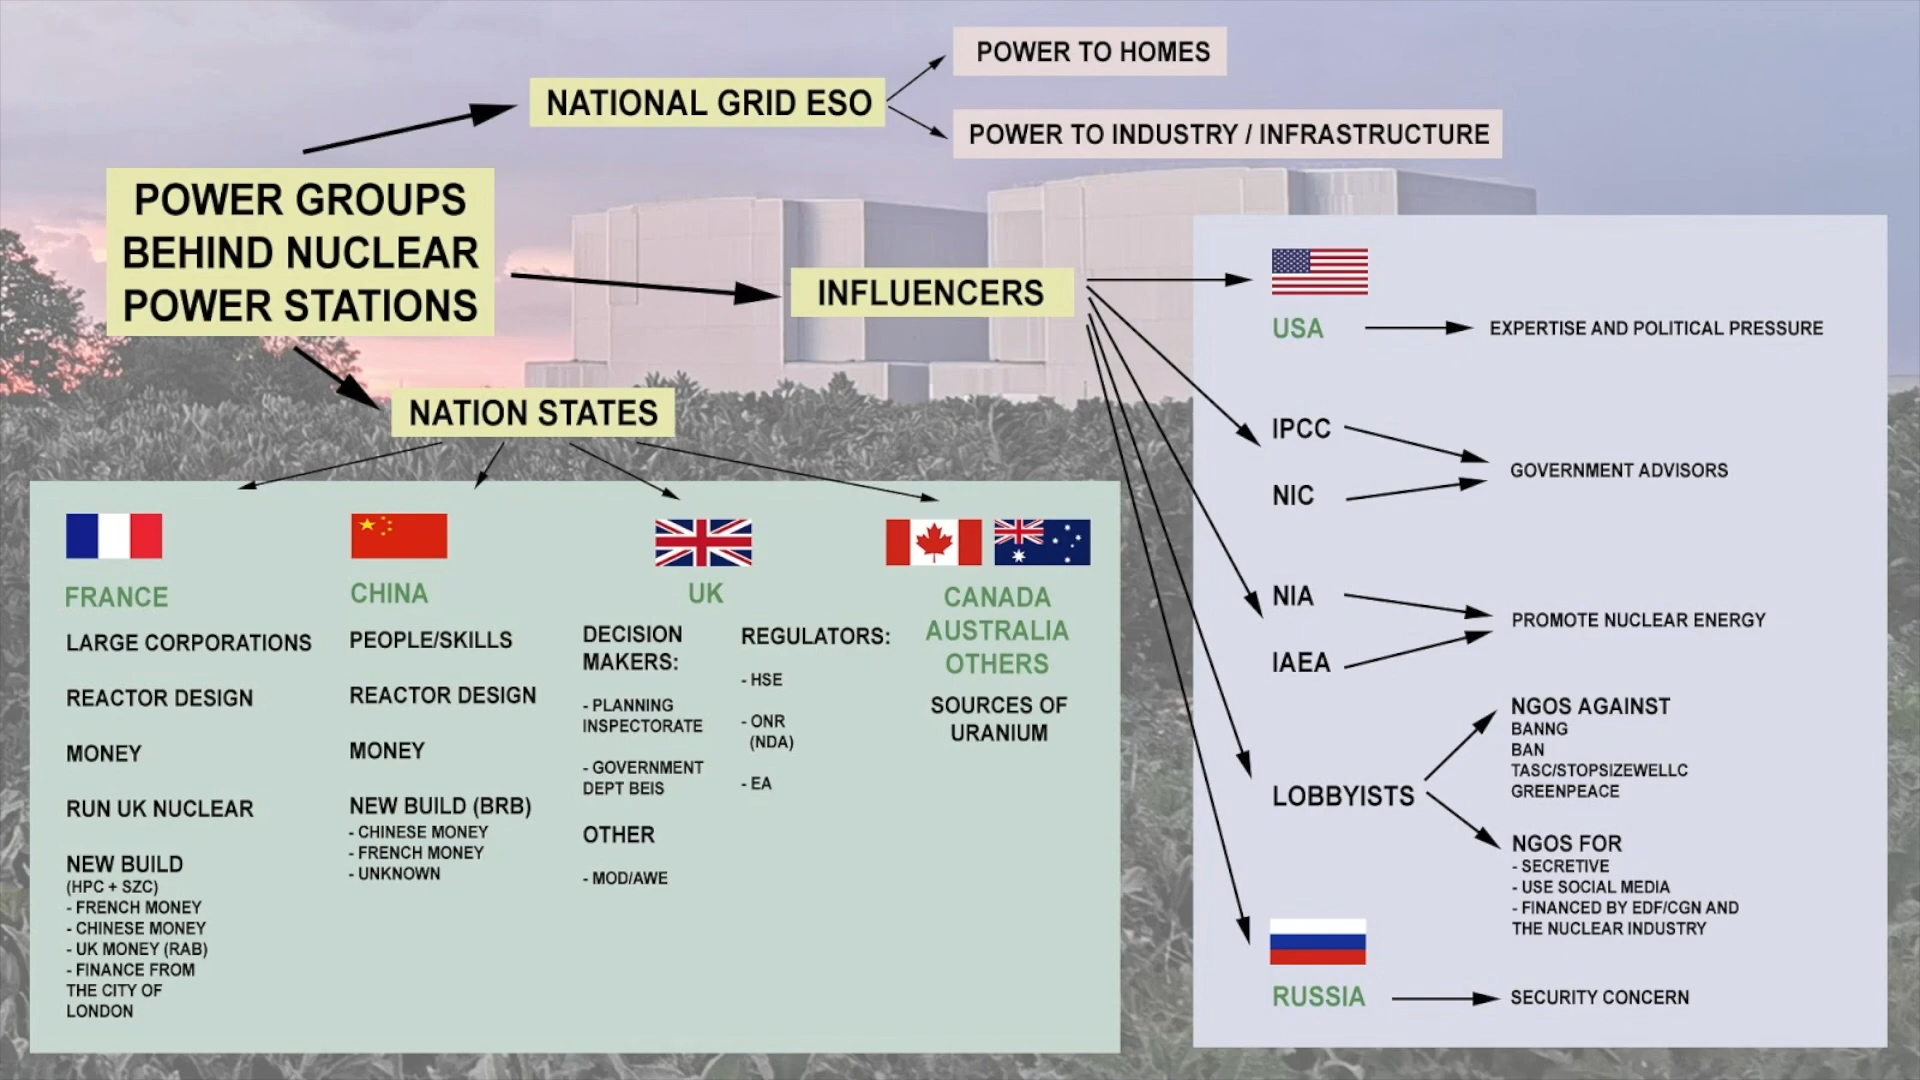 POWER TO HOMES
NATIONAL GRID ESO
POWER TO INDUSTRY / INFRASTRUCTURE
POWER GROUPS
BEHIND NUCLEAR
POWER STATIONS
INFLUENCERS
NATION STATES
FRANCE
LARGE CORPORATIONS
REACTOR DESIGN
MONEY
RUN UK NUCLEAR
NEW BUILD
(HPC + SZC)
- FRENCH MONEY
- CHINESE MONEY
- UK MONEY (RAB)
- FINANCE FROM
THE CITY OF
LONDON
CHINA
PEOPLE/SKILLS
REACTOR DESIGN
MONEY
NEW BUILD (BRB)
- CHINESE MONEY
- FRENCH MONEY
- UNKNOWN
UK
DECISION
MAKERS:
- PLANNING
INSPECTORATE
- GOVERNMENT
DEPT BEIS
OTHER
- MOD/AWE
REGULATORS:
- HSE
- ONR
(NDA)
- EA
CANADA
AUSTRALIA
OTHERS
SOURCES OF
URANIUM
USA
EXPERTISE AND POLITICAL PRESSURE
IPCC
NIC
GOVERNMENT ADVISORS
NIA
IAEA
PROMOTE NUCLEAR ENERGY
LOBBYISTS
NGOS AGAINST
BANNG
BAN
TASC/STOPSIZEWELLC
GREENPEACE
NGOS FOR
- SECRETIVE
- USE SOCIAL MEDIA
- FINANCED BY EDF/CGN AND
THE NUCLEAR INDUSTRY
RUSSIA
SECURITY CONCERN